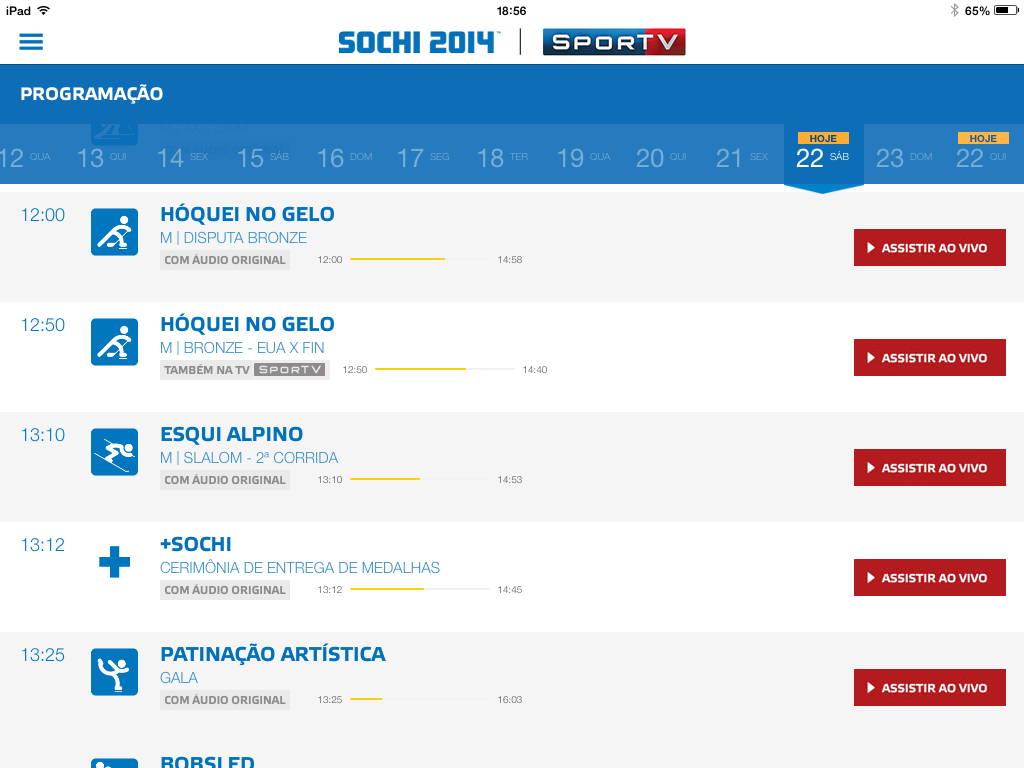 iPad 18:56 65%
SOCHI 2014 | SPORTV
PROGRAMAÇÃO
HOJE HOJE
12 QUA 13 QUI 14 SEX 15 SÁB 16 DOM 17 SEG 18 TER 19 QUA 20 QUI 21 SEX 22 SÁB 23 DOM 22 QUI
12:00 HÓQUEI NO GELO
M | DISPUTA BRONZE
COM ÁUDIO ORIGINAL 12:00 14:58
ASSISTIR AO VIVO
12:50 HÓQUEI NO GELO
M | BRONZE - EUA X FIN
TAMBÉM NA TV SPORTV 12:50 14:40
ASSISTIR AO VIVO
13:10 ESQUI ALPINO
M | SLALOM - 2ª CORRIDA
COM ÁUDIO ORIGINAL 13:10 14:53
ASSISTIR AO VIVO
13:12 +SOCHI
CERIMÔNIA DE ENTREGA DE MEDALHAS
COM ÁUDIO ORIGINAL 13:12 14:45
ASSISTIR AO VIVO
13:25 PATINAÇÃO ARTÍSTICA
GALA
COM ÁUDIO ORIGINAL 13:25 16:03
ASSISTIR AO VIVO
BOBSLED